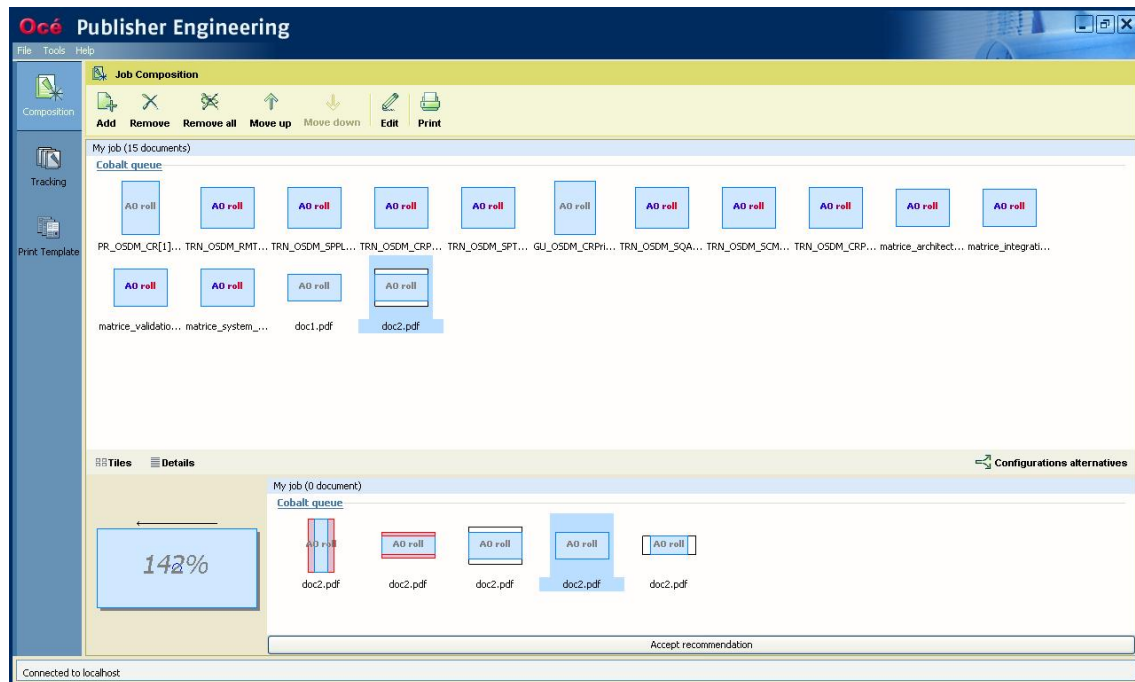 Océ Publisher Engineering
File Tools Help
Job Composition
Composition
Add Remove Remove all Move up Move down Edit Print
My job (15 documents)
Cobalt queue
Tracking
A0 roll A0 roll A0 roll A0 roll A0 roll A0 roll A0 roll A0 roll A0 roll A0 roll A0 roll
PR_OSDM_CR[1]... TRN_OSDM_RMT... TRN_OSDM_SPPL... TRN_OSDM_CRP... TRN_OSDM_SPT... GU_OSDM_CRPri... TRN_OSDM_SQA... TRN_OSDM_SCM... TRN_OSDM_CRP... matrice_architect... matrice_integrati...
Print Template
A0 roll A0 roll A0 roll A0 roll
matrice_validatio... matrice_system_... doc1.pdf doc2.pdf
Tiles Details Configurations alternatives
My job (0 document)
Cobalt queue
142%
A0 roll A0 roll A0 roll A0 roll A0 roll
doc2.pdf doc2.pdf doc2.pdf doc2.pdf doc2.pdf
Accept recommendation
Connected to localhost